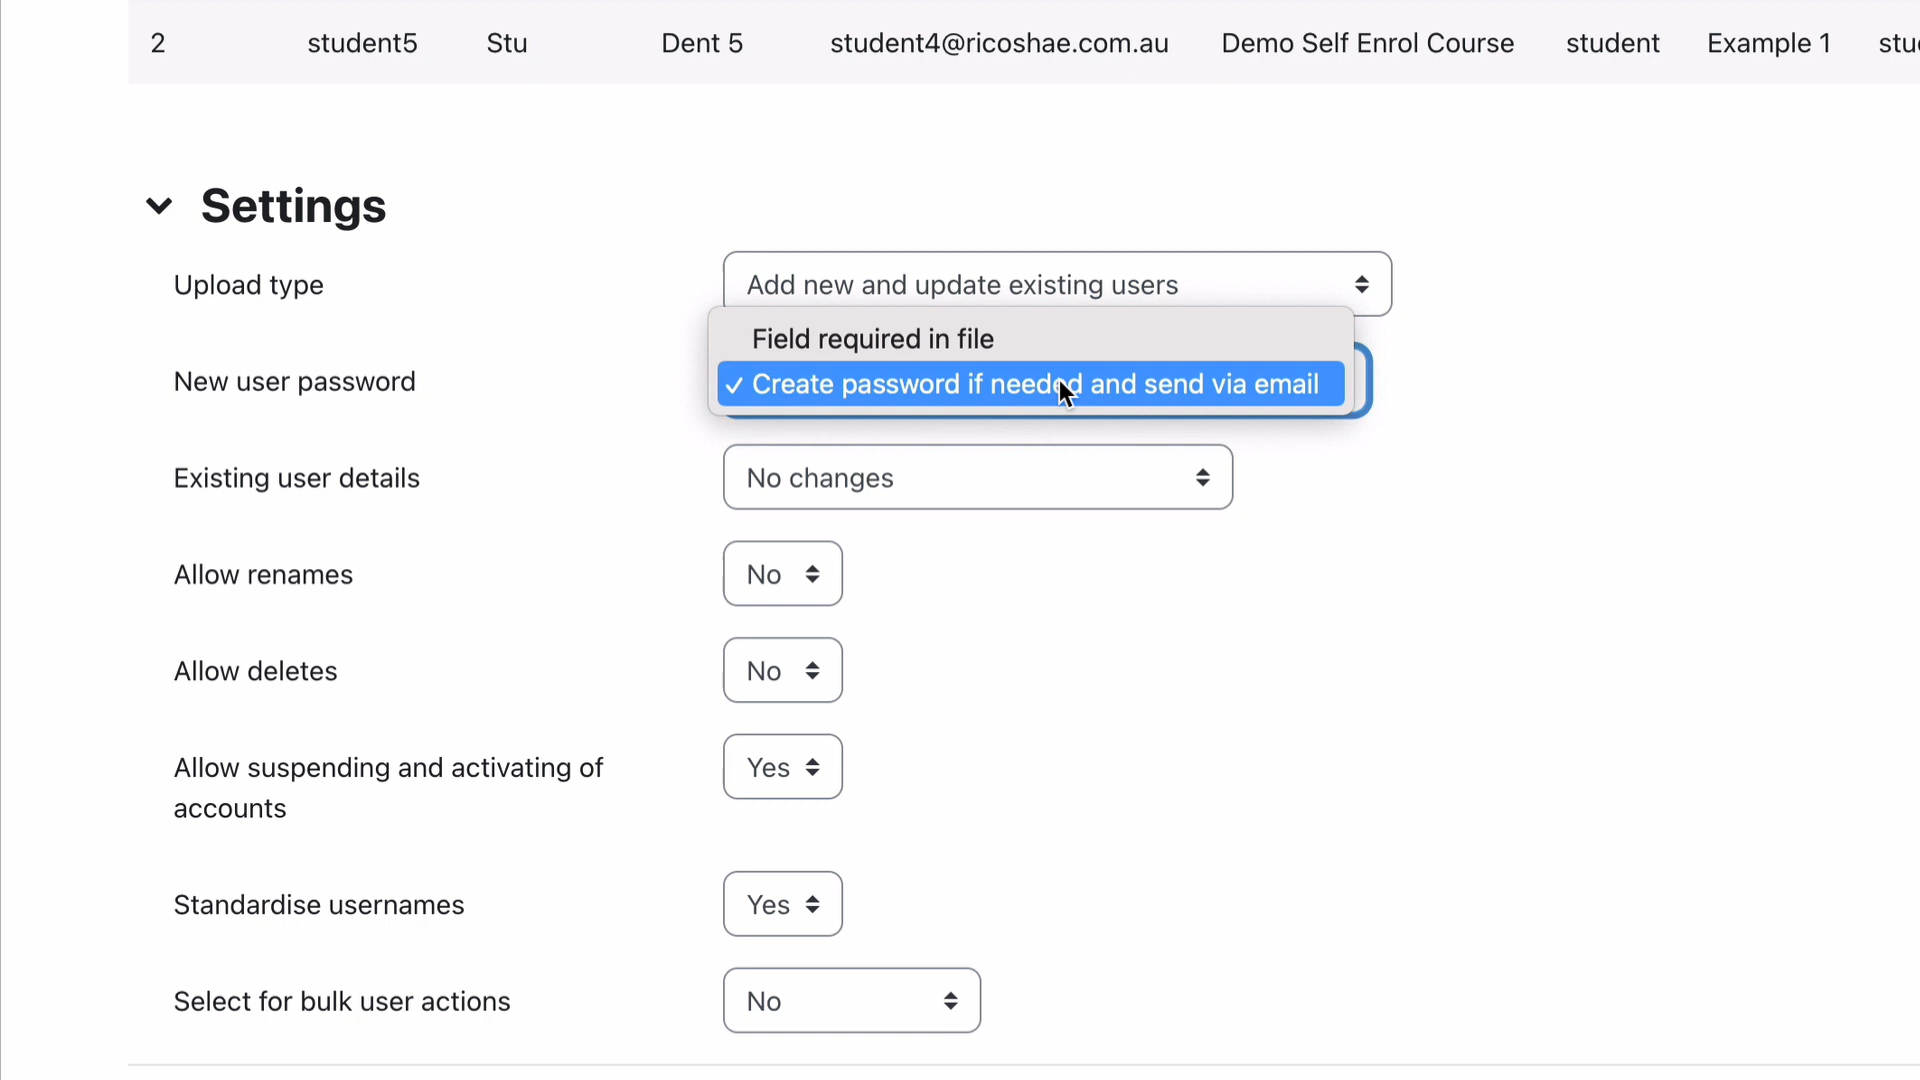 2 student5 Stu Dent 5 student4@ricoshae.com.au Demo Self Enrol Course student Example 1
Settings
Upload type Add new and update existing users
Field required in file
New user password ✓ Create password if needed and send via email
Existing user details No changes
Allow renames No
Allow deletes No
Allow suspending and activating of Yes
accounts
Standardise usernames Yes
Select for bulk user actions No